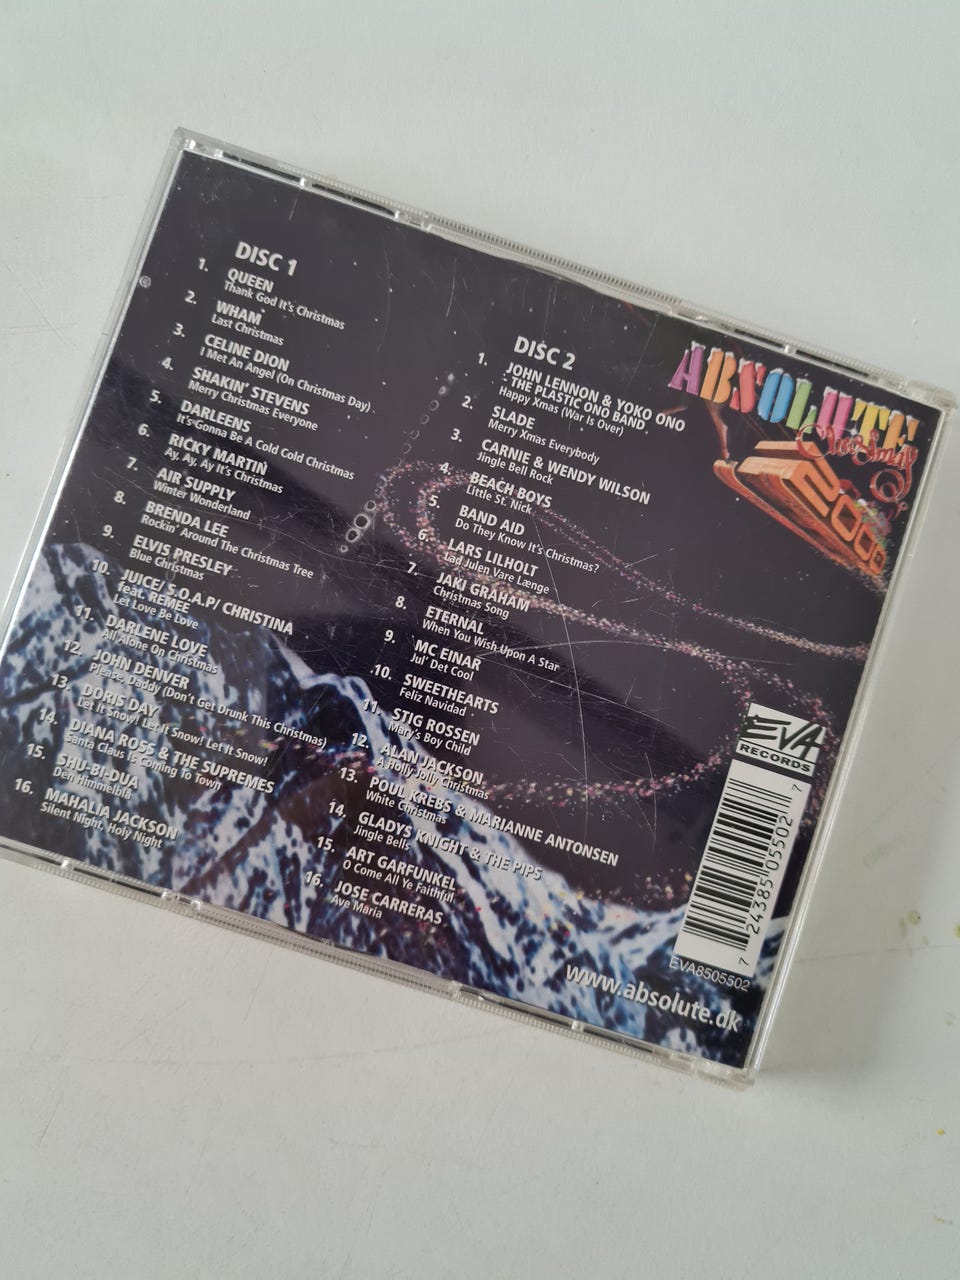 DISC 1
1. QUEEN
Thank God It's Christmas
2. WHAM
Last Christmas
3. CELINE DION
I Met An Angel (On Christmas Day)
4. SHAKIN' STEVENS
Merry Christmas Everyone
5. DARLEENS
It's Gonna Be A Cold Cold Christmas
6. RICKY MARTIN
Ay, Ay, Ay It's Christmas
7. AIR SUPPLY
Winter Wonderland
8. BRENDA LEE
Rockin' Around The Christmas Tree
9. ELVIS PRESLEY
Blue Christmas
10. JUICE/ S.O.A.P/ CHRISTINA
feat. REMEE
Let Love Be Love
11. DARLENE LOVE
All Alone On Christmas
12. JOHN DENVER
Please, Daddy (Don't Get Drunk This Christmas)
13. DORIS DAY
Let It Snow! Let It Snow! Let It Snow!
14. DIANA ROSS & THE SUPREMES
Santa Claus Is Coming To Town
15. SHU-BI-DUA
Den Himmelblå
16. MAHALIA JACKSON
Silent Night, Holy Night
DISC 2
1. JOHN LENNON & YOKO ONO
- THE PLASTIC ONO BAND
Happy Xmas (War Is Over)
2. SLADE
Merry Xmas Everybody
3. CARNIE & WENDY WILSON
Jingle Bell Rock
4. BEACH BOYS
Little St. Nick
5. BAND AID
Do They Know It's Christmas?
6. LARS LILHOLT
Lad Julen Vare Længe
7. JAKI GRAHAM
Christmas Song
8. ETERNAL
When You Wish Upon A Star
9. MC EINAR
Jul' Det Cool
10. SWEETHEARTS
Feliz Navidad
11. STIG ROSSEN
Mary's Boy Child
12. ALAN JACKSON
A Holly Jolly Christmas
13. POUL KREBS & MARIANNE ANTONSEN
White Christmas
14. GLADYS KNIGHT & THE PIPS
Jingle Bells
15. ART GARFUNKEL
O Come All Ye Faithful
16. JOSE CARRERAS
Ave Maria
ABSOLUTE
Christmas
2000
EVA
RECORDS
7 24385 05502 7
EVA8505502
www.absolute.dk